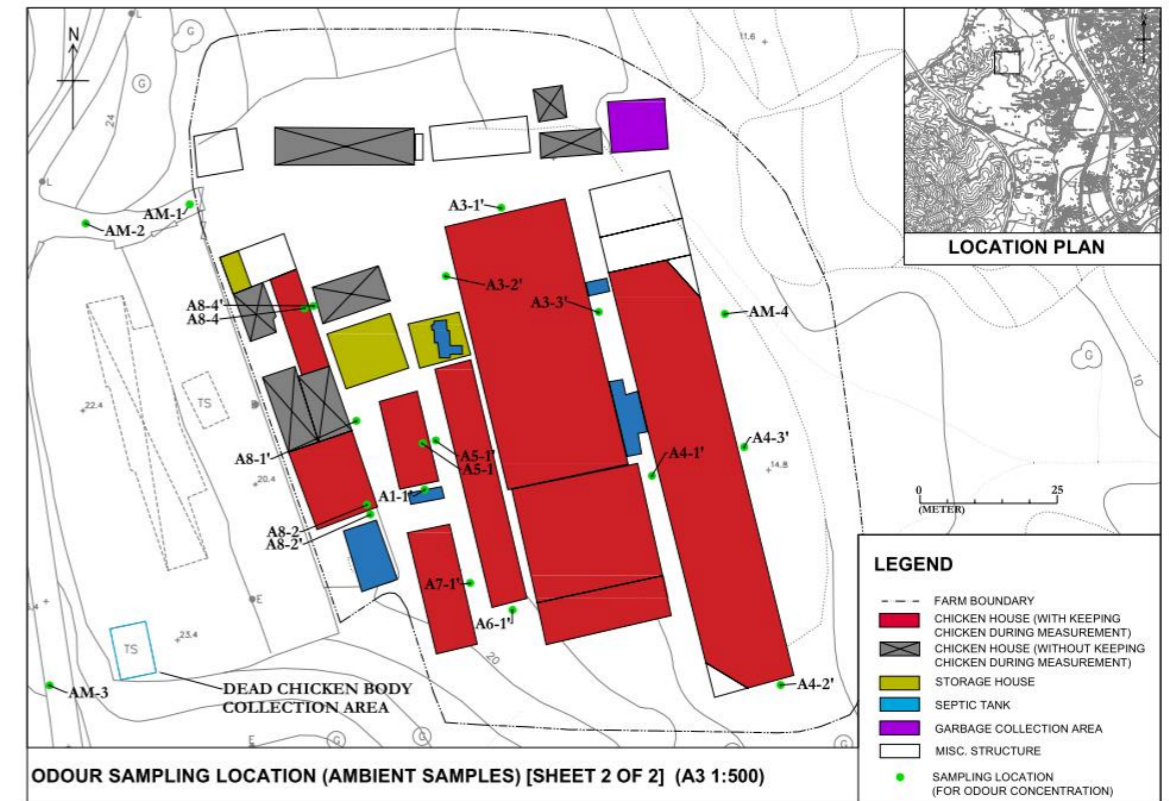 N
L
G
11.6
24
G
L
AM-1
AM-2
A3-1'
LOCATION PLAN
A3-2'
A8-4'
A8-4
A3-3'
AM-4
G
10
22.4
TS
A8-1'
A5-1'
A5-1
A4-1'
A4-3'
14.8
20.4
A1-1'
0
25
(METER)
A8-2
A8-2'
LEGEND
A7-1'
A6-1'
E
FARM BOUNDARY
CHICKEN HOUSE (WITH KEEPING
CHICKEN DURING MEASUREMENT)
CHICKEN HOUSE (WITHOUT KEEPING
CHICKEN DURING MEASUREMENT)
STORAGE HOUSE
SEPTIC TANK
GARBAGE COLLECTION AREA
MISC. STRUCTURE
SAMPLING LOCATION
(FOR ODOUR CONCENTRATION)
TS
23.4
20
AM-3
DEAD CHICKEN BODY
COLLECTION AREA
A4-2'
E
G
G
G
G
ODOUR SAMPLING LOCATION (AMBIENT SAMPLES) [SHEET 2 OF 2] (A3 1:500)